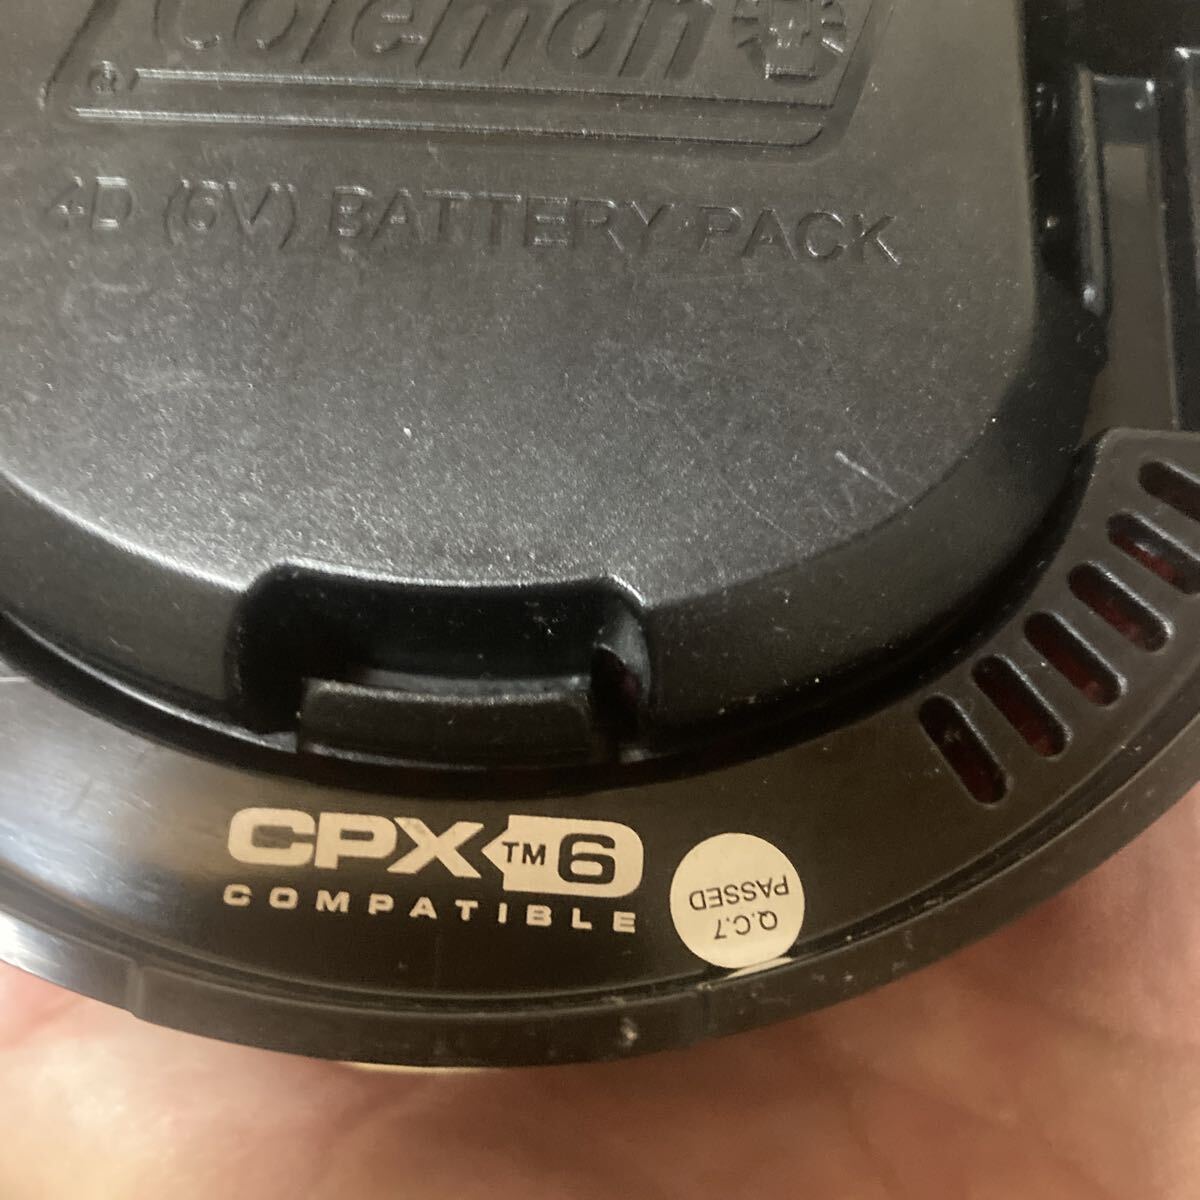 Coleman
®
4D (6V) BATTERY PACK
CPX™6
COMPATIBLE
Q.C.7
PASSED